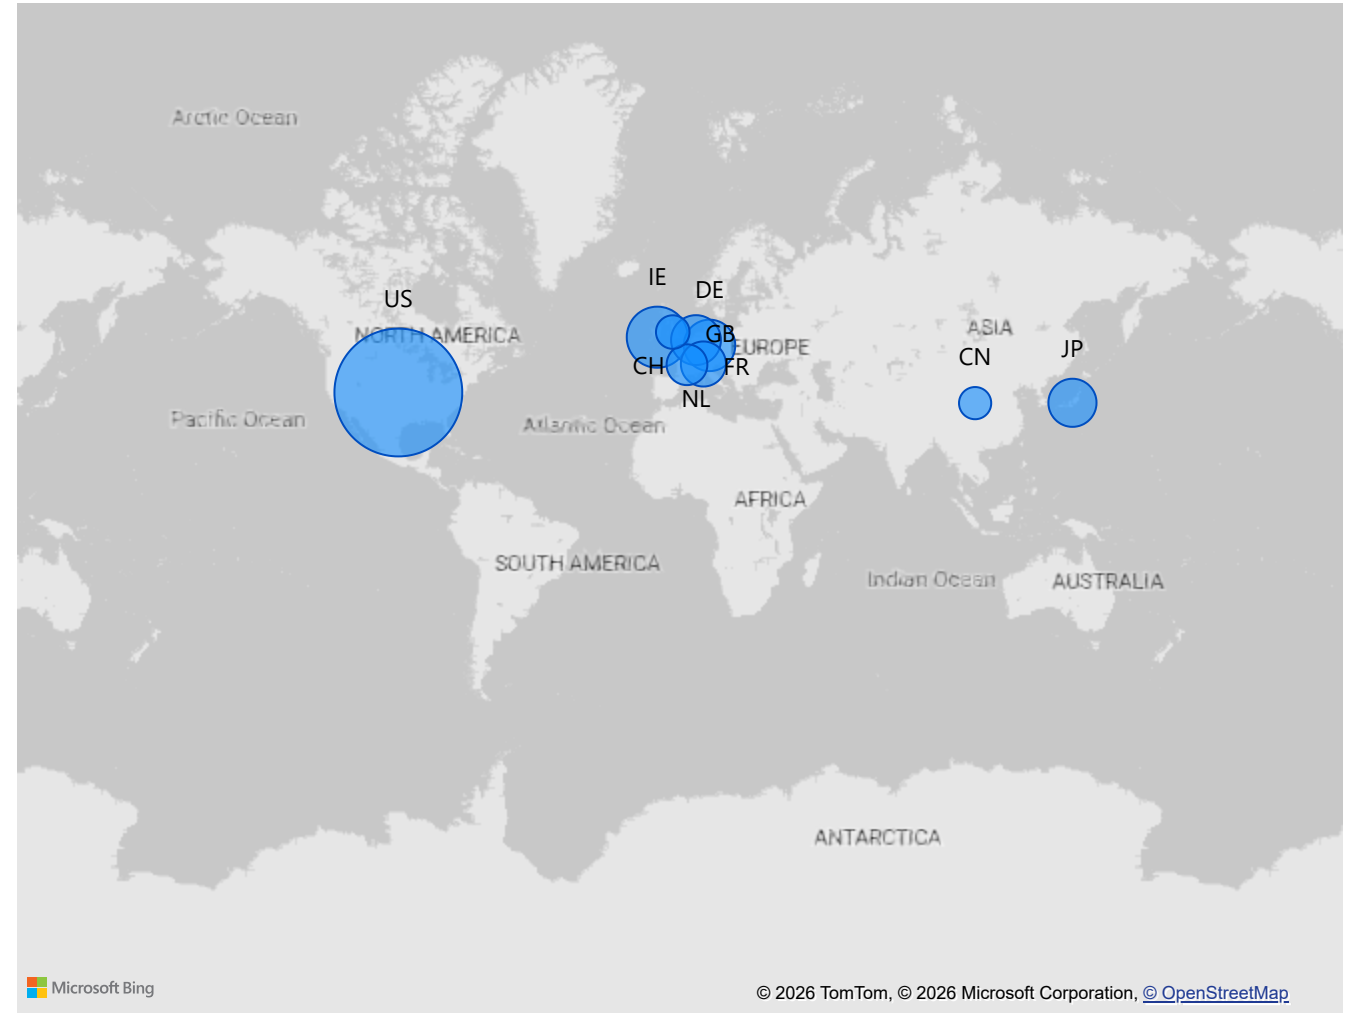 Arctic Ocean
IE
DE
US
NORTH AMERICA
GB
EUROPE
ASIA
CN
JP
CH
FR
NL
Pacific Ocean
Atlantic Ocean
AFRICA
SOUTH AMERICA
Indian Ocean
AUSTRALIA
ANTARCTICA
Microsoft Bing
© 2026 TomTom, © 2026 Microsoft Corporation, © OpenStreetMap